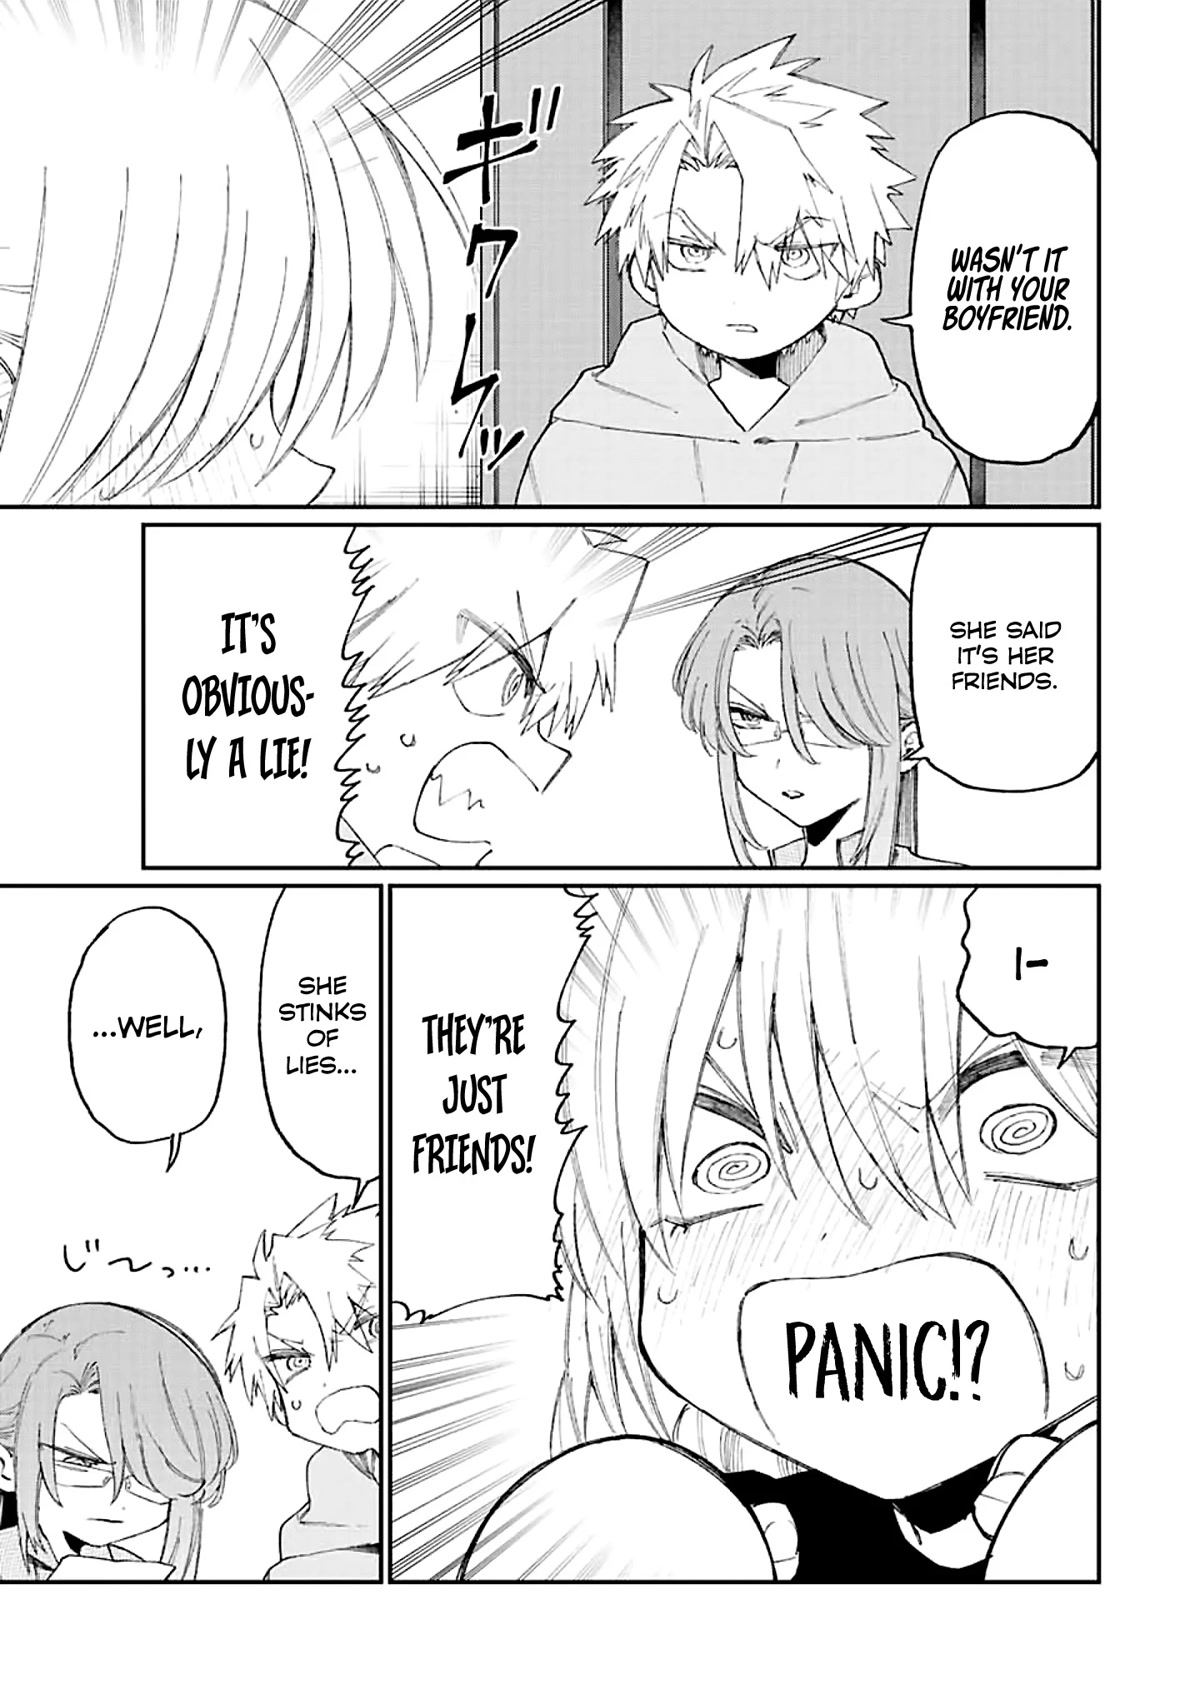 WASN'T IT
WITH YOUR
BOYFRIEND.
ギクレッ
SHE SAID
IT'S HER
FRIENDS.
IT'S
OBVIOUS-
LY A LIE!
I-
PANIC!?
THEY"RE
JUST
FRIENDS!
SHE
STINKS
OF
LIES...
...WELL,
じ〜っ...